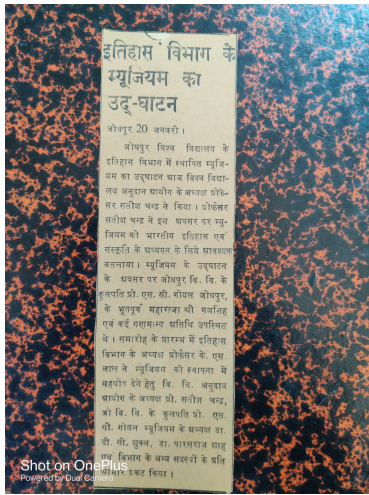 इतिहास विभाग के
म्यूजियम का
उद्-घाटन
जोधपुर 20 जनवरी।
जोधपुर विश्व विद्यालय के
इतिहास विभाग में स्थापित म्यूजि-
यम का उद्घाटन आज विश्व विद्या-
लय अनुदान आयोग के अध्यक्ष प्रोफे-
सर सतीश चन्द्र ने किया। प्रोफेसर
सतीश चन्द्र ने इस अवसर पर म्यू-
जियम को भारतीय इतिहास एवं
संस्कृति के अध्ययन के लिये आवश्यक
बतलाया। म्यूजियम के उद्घाटन
के अवसर पर जोधपुर वि. वि. के
कुलपति प्रो. एस. सी. गोयल जोधपुर,
के भूतपूर्व महाराजा श्री गजसिंह
एवं कई गणमान्य अतिथि उपस्थित
थे। समारोह के प्रारम्भ में इतिहास
विभाग के अध्यक्ष प्रोफेसर के. एस.
लाल ने म्यूजियम की स्थापना में
सहयोग देने हेतु वि. वि. अनुदान
आयोग के अध्यक्ष प्रो. सतीश चन्द्र,
जो वि. वि. के कुलपति प्रो. एस.
सी. गोयल म्यूजियम के अध्यक्ष डा.
डी. सी. शुक्ल, डा. पारसराज शाह
एवं विभाग के अन्य सदस्यों के प्रति
आभार प्रकट किया।
Shot on OnePlus
Powered by Dual Camera